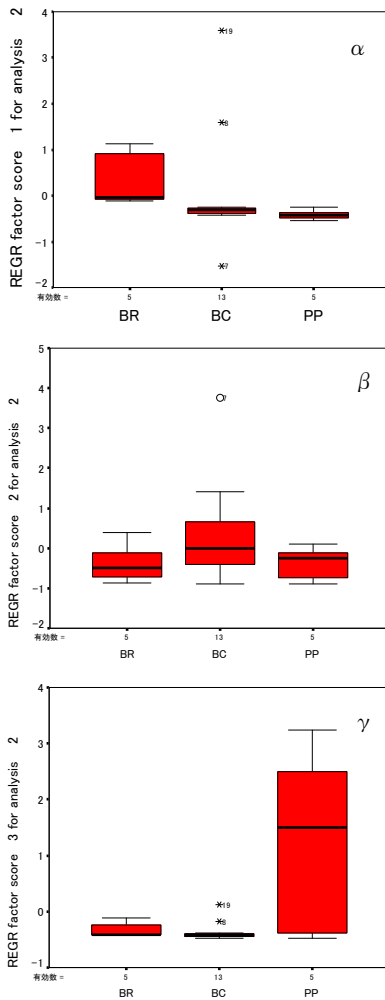 REGR factor score 1 for analysis 2
4
3
2
1
0
-1
-2
α
*19
*8
*7
有効数 =
5
13
5
BR
BC
PP
REGR factor score 2 for analysis 2
5
4
3
2
1
0
-1
-2
β
7
有効数 =
5
13
5
BR
BC
PP
REGR factor score 3 for analysis 2
4
3
2
1
0
-1
γ
*19
*8
有効数 =
5
13
5
BR
BC
PP